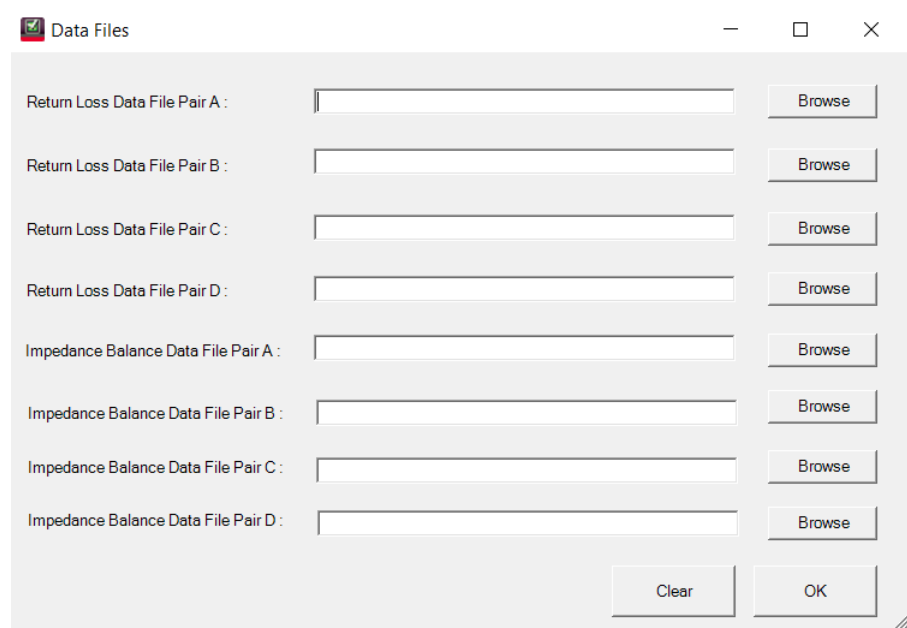 Data Files
Return Loss Data File Pair A : Browse
Return Loss Data File Pair B : Browse
Return Loss Data File Pair C : Browse
Return Loss Data File Pair D : Browse
Impedance Balance Data File Pair A : Browse
Impedance Balance Data File Pair B : Browse
Impedance Balance Data File Pair C : Browse
Impedance Balance Data File Pair D : Browse
Clear OK